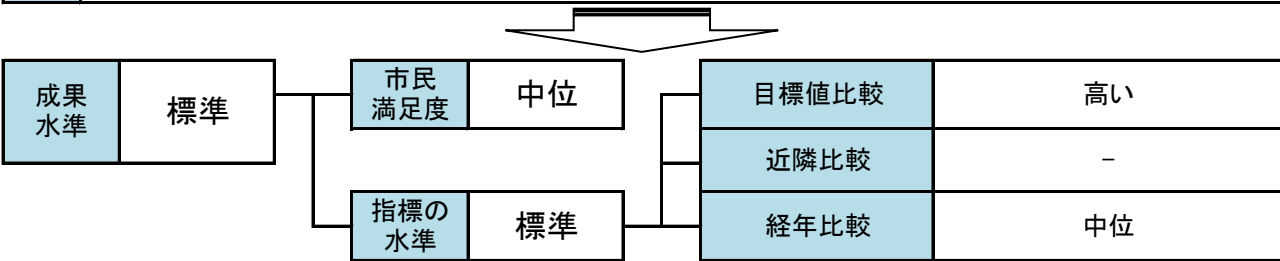 成果
水準
標準
市民
満足度
中位
指標の
水準
標準
目標値比較
高い
近隣比較
－
経年比較
中位